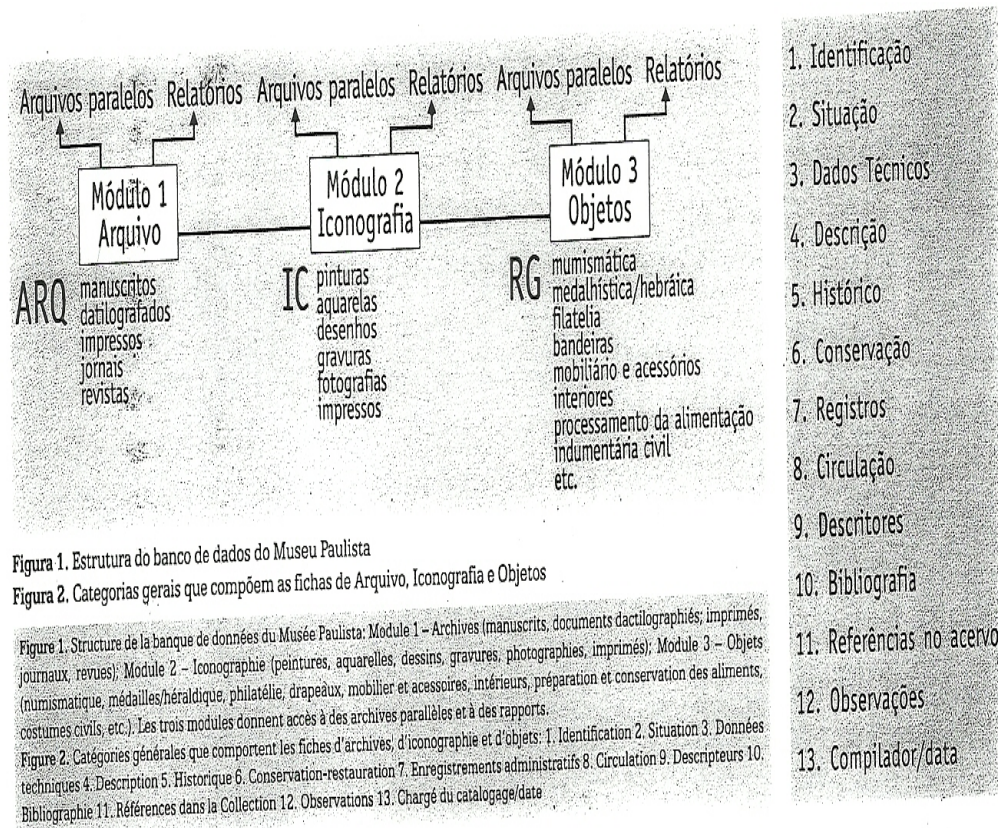 Arquivos paralelos Relatórios Arquivos paralelos Relatórios Arquivos paralelos Relatórios
Módulo 1
Arquivo
Módulo 2
Iconografia
Módulo 3
Objetos
ARQ
manuscritos
datilografados
impressos
jornais
revistas
IC
pinturas
aquarelas
desenhos
gravuras
fotografias
impressos
RG
mumismática
medalhística/hebráica
filatelia
bandeiras
mobiliário e acessórios
interiores
processamento da alimentação
indumentária civil
etc.
1. Identificação
2. Situação
3. Dados Técnicos
4. Descrição
5. Histórico
6. Conservação
7. Registros
8. Circulação
9. Descritores
10. Bibliografia
11. Referências no acervo
12. Observações
13. Compilador/data
Figura 1. Estrutura do banco de dados do Museu Paulista
Figura 2. Categorias gerais que compõem as fichas de Arquivo, Iconografia e Objetos
Figure 1. Structure de la banque de données du Musée Paulista: Module 1 – Archives (manuscrits, documents dactilographiés, imprimés,
journaux, revues); Module 2 – Iconographie (peintures, aquarelles, dessins, gravures, photographies, imprimés); Module 3 – Objets
(numismatique, médailles/héraldique, philatélie, drapeaux, mobilier et acessoires, intérieurs, préparation et conservation des aliments,
costumes civils, etc.). Les trois modules donnent accès à des archives parallèles et à des rapports.
Figure 2. Catégories générales que comportent les fiches d'archives, d'iconographie et d'objets: 1. Identification 2. Situation 3. Données
techniques 4. Description 5. Historique 6. Conservation-restauration 7. Enregistrements administratifs 8. Circulation 9. Descripteurs 10.
Bibliographie 11. Références dans la Collection 12. Observations 13. Chargé du catalogage/date